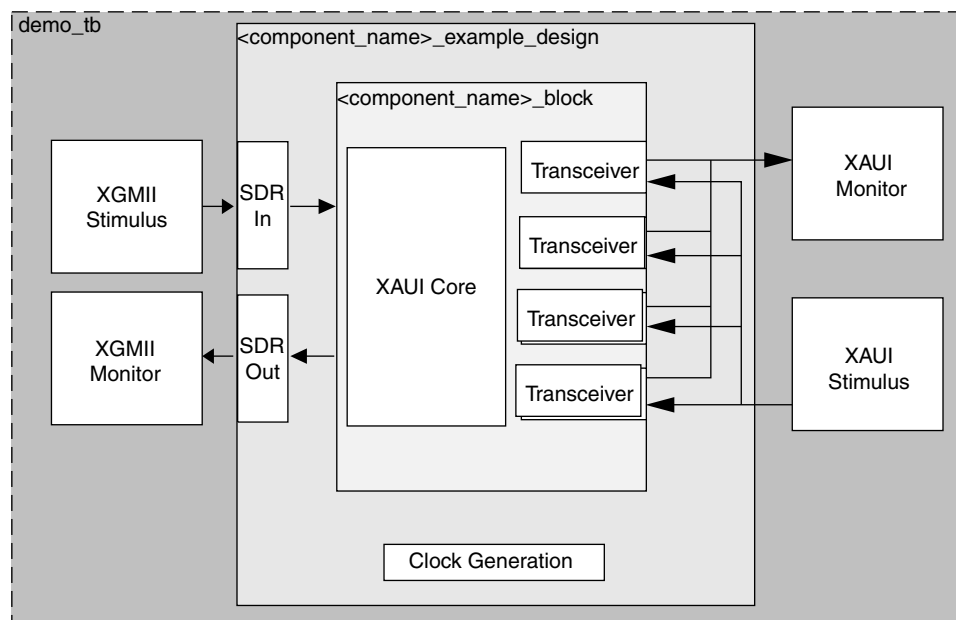 demo_tb
<component_name>_example_design
<component_name>_block
XGMII
Stimulus
SDR
In
XAUI Core
Transceiver
Transceiver
Transceiver
Transceiver
XAUI
Monitor
XGMII
Monitor
SDR
Out
XAUI
Stimulus
Clock Generation